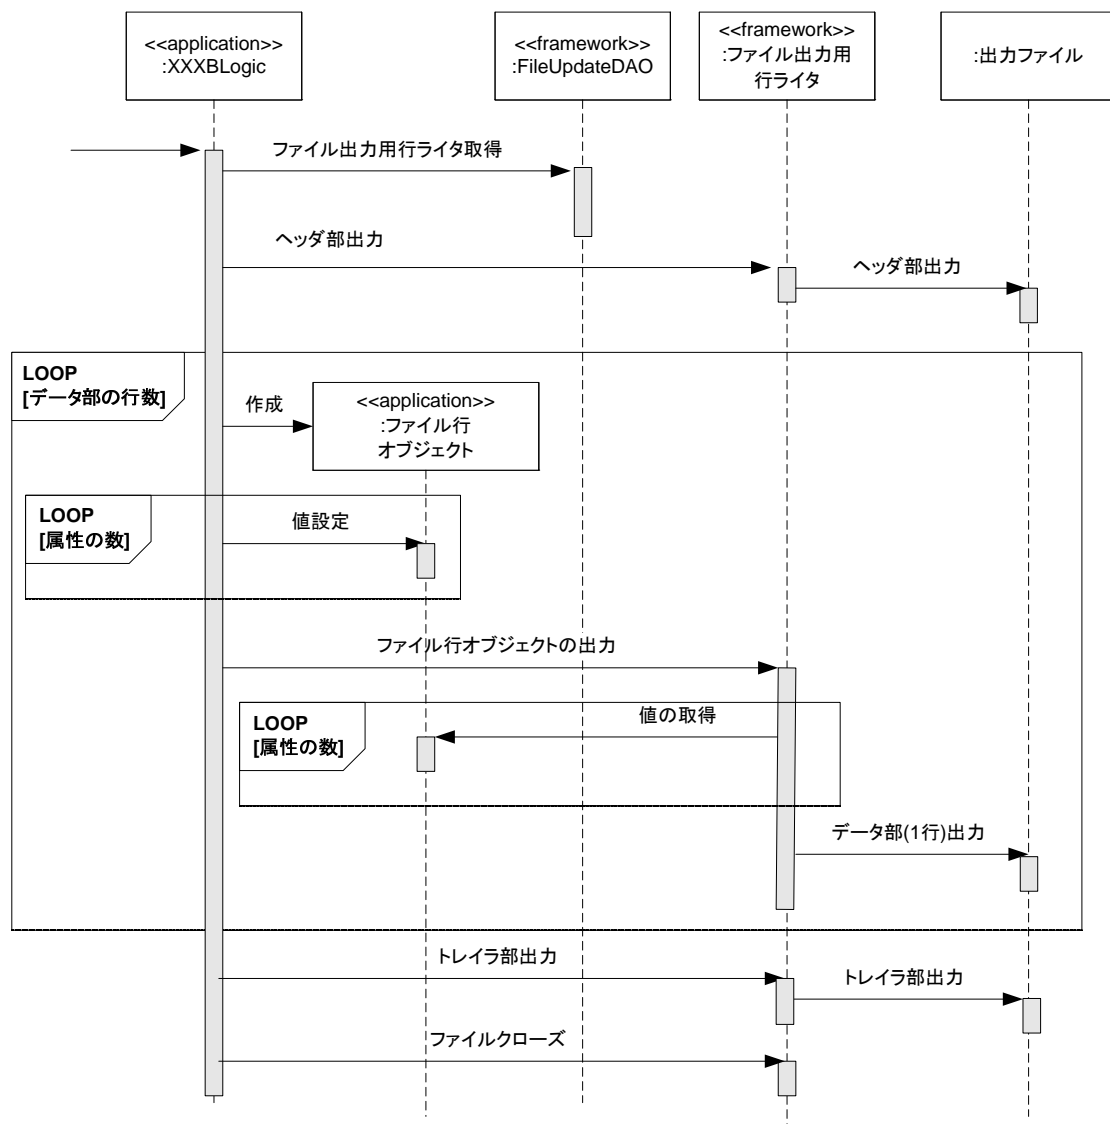 <<application>>
:XXXBLogic
<<framework>>
:FileUpdateDAO
<<framework>>
:ファイル出力用
行ライタ
:出力ファイル
ファイル出力用行ライタ取得
ヘッダ部出力
ヘッダ部出力
LOOP
[データ部の行数]
作成
<<application>>
:ファイル行
オブジェクト
LOOP
[属性の数]
値設定
ファイル行オブジェクトの出力
LOOP
[属性の数]
値の取得
データ部(1行)出力
トレイラ部出力
トレイラ部出力
ファイルクローズ